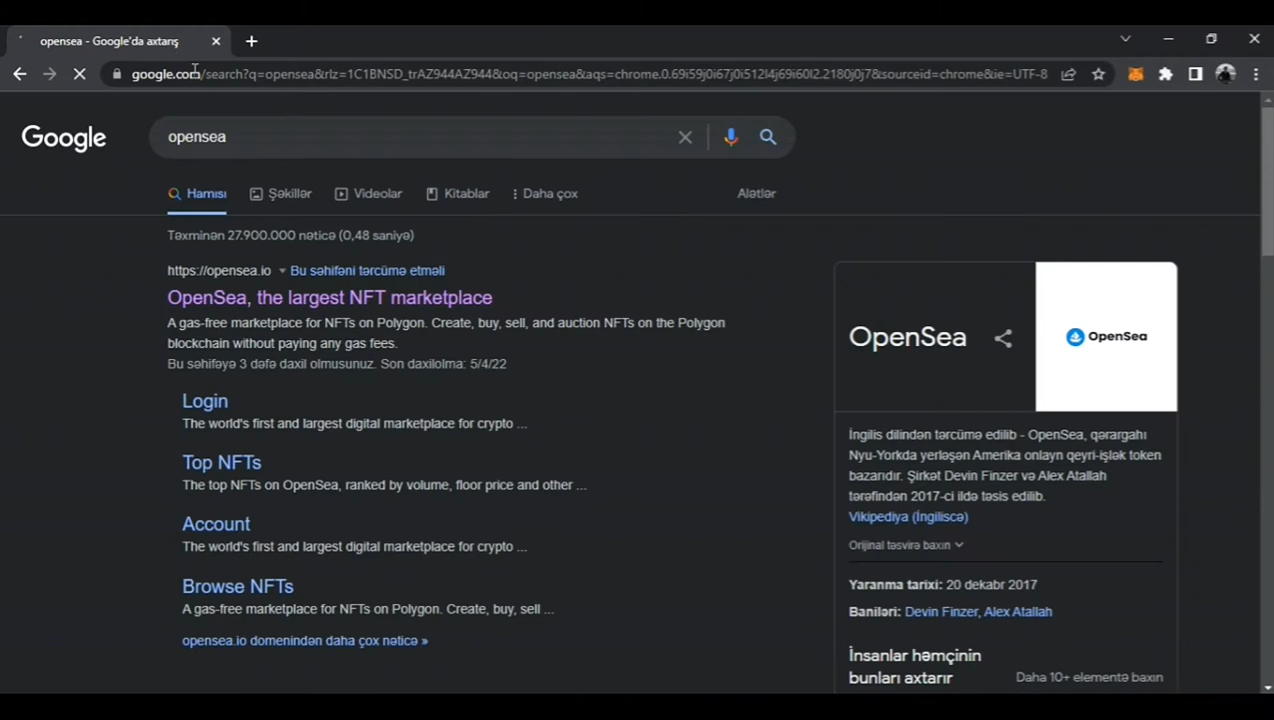 opensea - Google'da axtarış
google.com/search?q=opensea&rlz=1C1BNSD_trAZ944AZ944&oq=opensea&aqs=chrome.0.69i59j0i67j0i512l4j69i60l2.2180j0j7&sourceid=chrome&ie=UTF-8
Google
opensea
Hamısı
Şəkillər
Videolar
Kitablar
Daha çox
Alətlər
Təxminən 27.900.000 nəticə (0,48 saniyə)
https://opensea.io
Bu səhifəni tərcümə etməli
OpenSea, the largest NFT marketplace
A gas-free marketplace for NFTs on Polygon. Create, buy, sell, and auction NFTs on the Polygon
blockchain without paying any gas fees.
Bu səhifəyə 3 dəfə daxil olmusunuz. Son daxilolma: 5/4/22
Login
The world's first and largest digital marketplace for crypto ...
Top NFTs
The top NFTs on OpenSea, ranked by volume, floor price and other ...
Account
The world's first and largest digital marketplace for crypto ...
Browse NFTs
A gas-free marketplace for NFTs on Polygon. Create, buy, sell ...
opensea.io domenindən daha çox nəticə »
OpenSea
OpenSea
İngilis dilindən tərcümə edilib - OpenSea, qərargahı
Nyu-Yorkda yerləşən Amerika onlayn qeyri-işlək token
bazarıdır. Şirkət Devin Finzer və Alex Atallah
tərəfindən 2017-ci ildə təsis edilib.
Vikipediya (İngiliscə)
Orijinal təsvirə baxın
Yaranma tarixi: 20 dekabr 2017
Baniləri: Devin Finzer, Alex Atallah
İnsanlar həmçinin
bunları axtarır
Daha 10+ elementə baxın